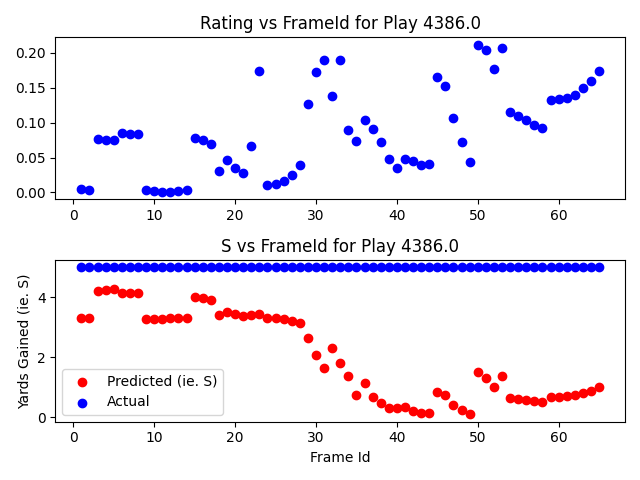 Rating vs FrameId for Play 4386.0
0.20
0.15
0.10
0.05
0.00
0 10 20 30 40 50 60
S vs FrameId for Play 4386.0
Yards Gained (ie. S)
4
2
0
Predicted (ie. S)
Actual
0 10 20 30 40 50 60
Frame Id